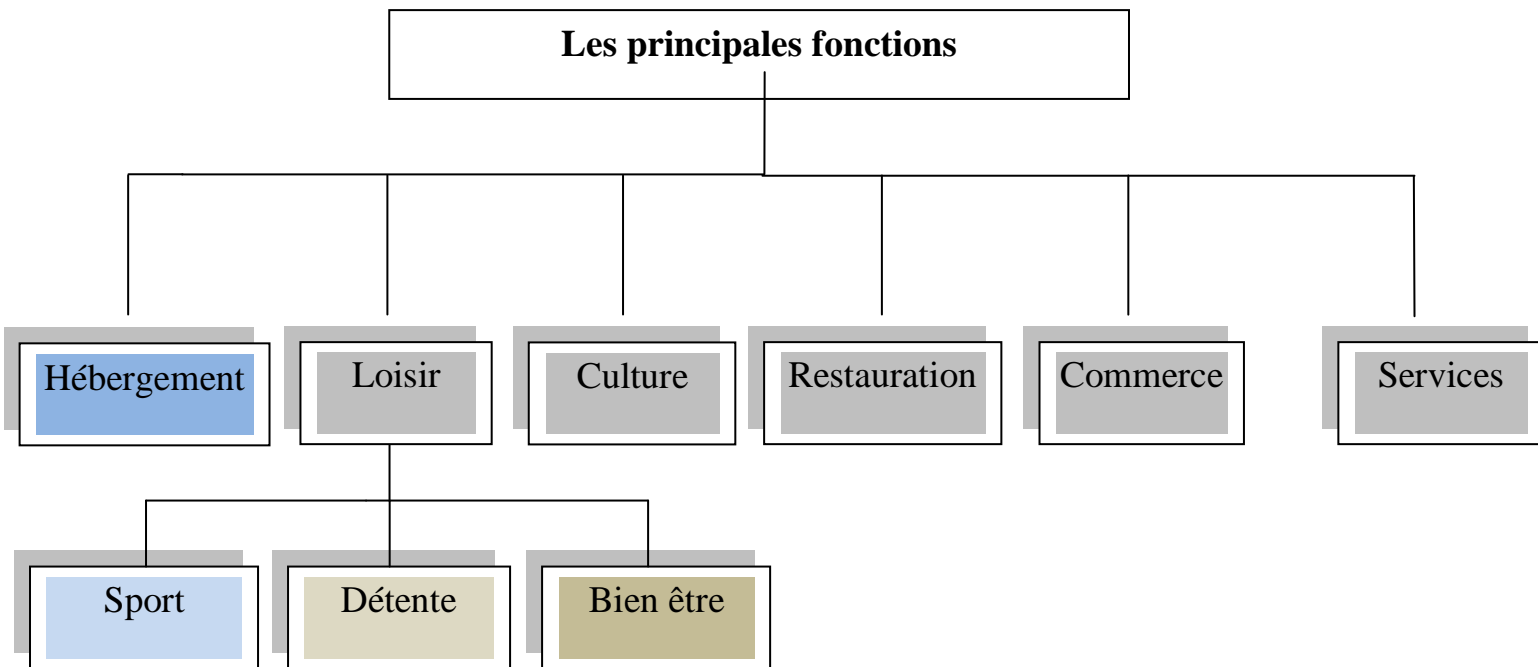 Les principales fonctions
Hébergement
Loisir
Culture
Restauration
Commerce
Services
Sport
Détente
Bien être